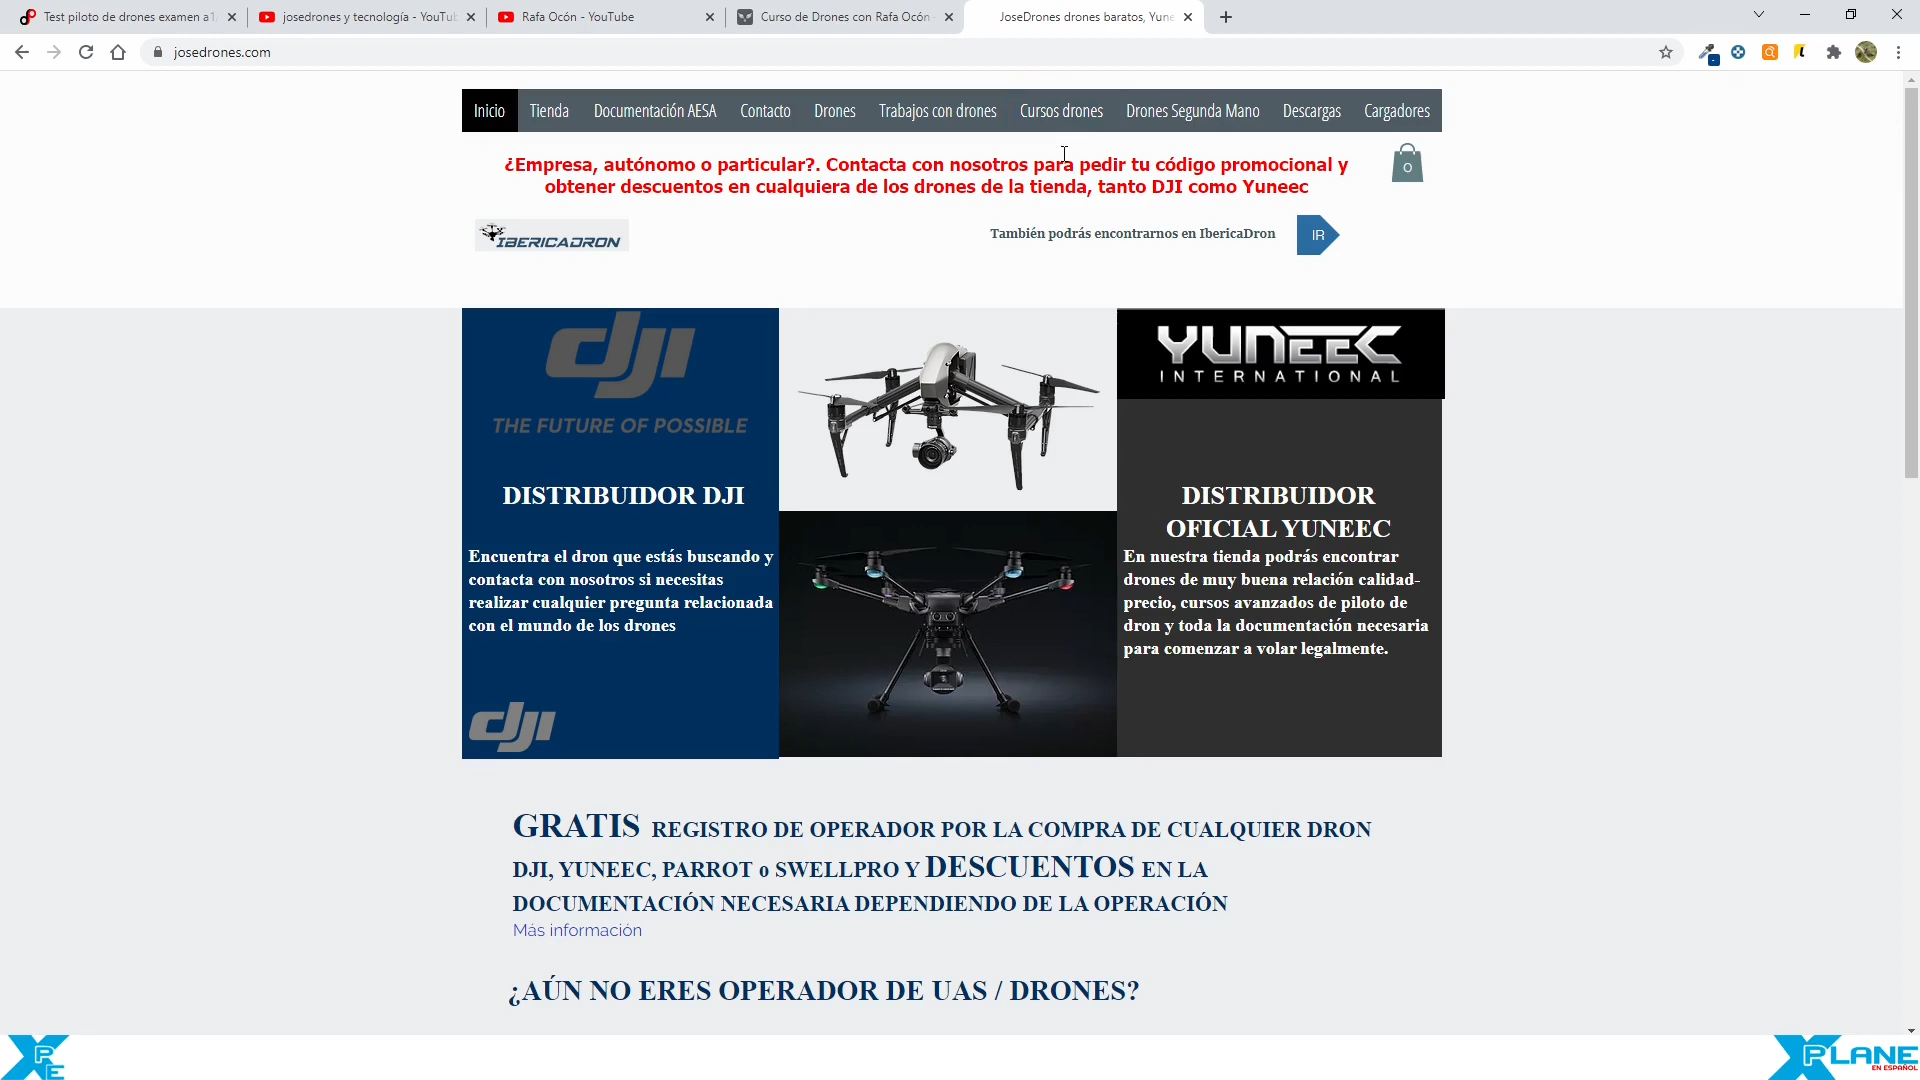 Test piloto de drones examen a1/
josedrones y tecnología - YouTub
Rafa Ocón - YouTube
Curso de Drones con Rafa Ocón
JoseDrones drones baratos, Yune
josedrones.com
Inicio
Tienda
Documentación AESA
Contacto
Drones
Trabajos con drones
Cursos drones
Drones Segunda Mano
Descargas
Cargadores
¿Empresa, autónomo o particular?. Contacta con nosotros para pedir tu código promocional y
obtener descuentos en cualquiera de los drones de la tienda, tanto DJI como Yuneec
0
IBERICADRON
También podrás encontrarnos en IbericaDron
IR
dji
THE FUTURE OF POSSIBLE
DISTRIBUIDOR DJI
Encuentra el dron que estás buscando y
contacta con nosotros si necesitas
realizar cualquier pregunta relacionada
con el mundo de los drones
dji
YUNEEC
INTERNATIONAL
DISTRIBUIDOR
OFICIAL YUNEEC
En nuestra tienda podrás encontrar
drones de muy buena relación calidad-
precio, cursos avanzados de piloto de
dron y toda la documentación necesaria
para comenzar a volar legalmente.
GRATIS REGISTRO DE OPERADOR POR LA COMPRA DE CUALQUIER DRON
DJI, YUNEEC, PARROT o SWELLPRO Y DESCUENTOS EN LA
DOCUMENTACIÓN NECESARIA DEPENDIENDO DE LA OPERACIÓN
Más información
¿AÚN NO ERES OPERADOR DE UAS / DRONES?
XPE
XPLANE
EN ESPAÑOL